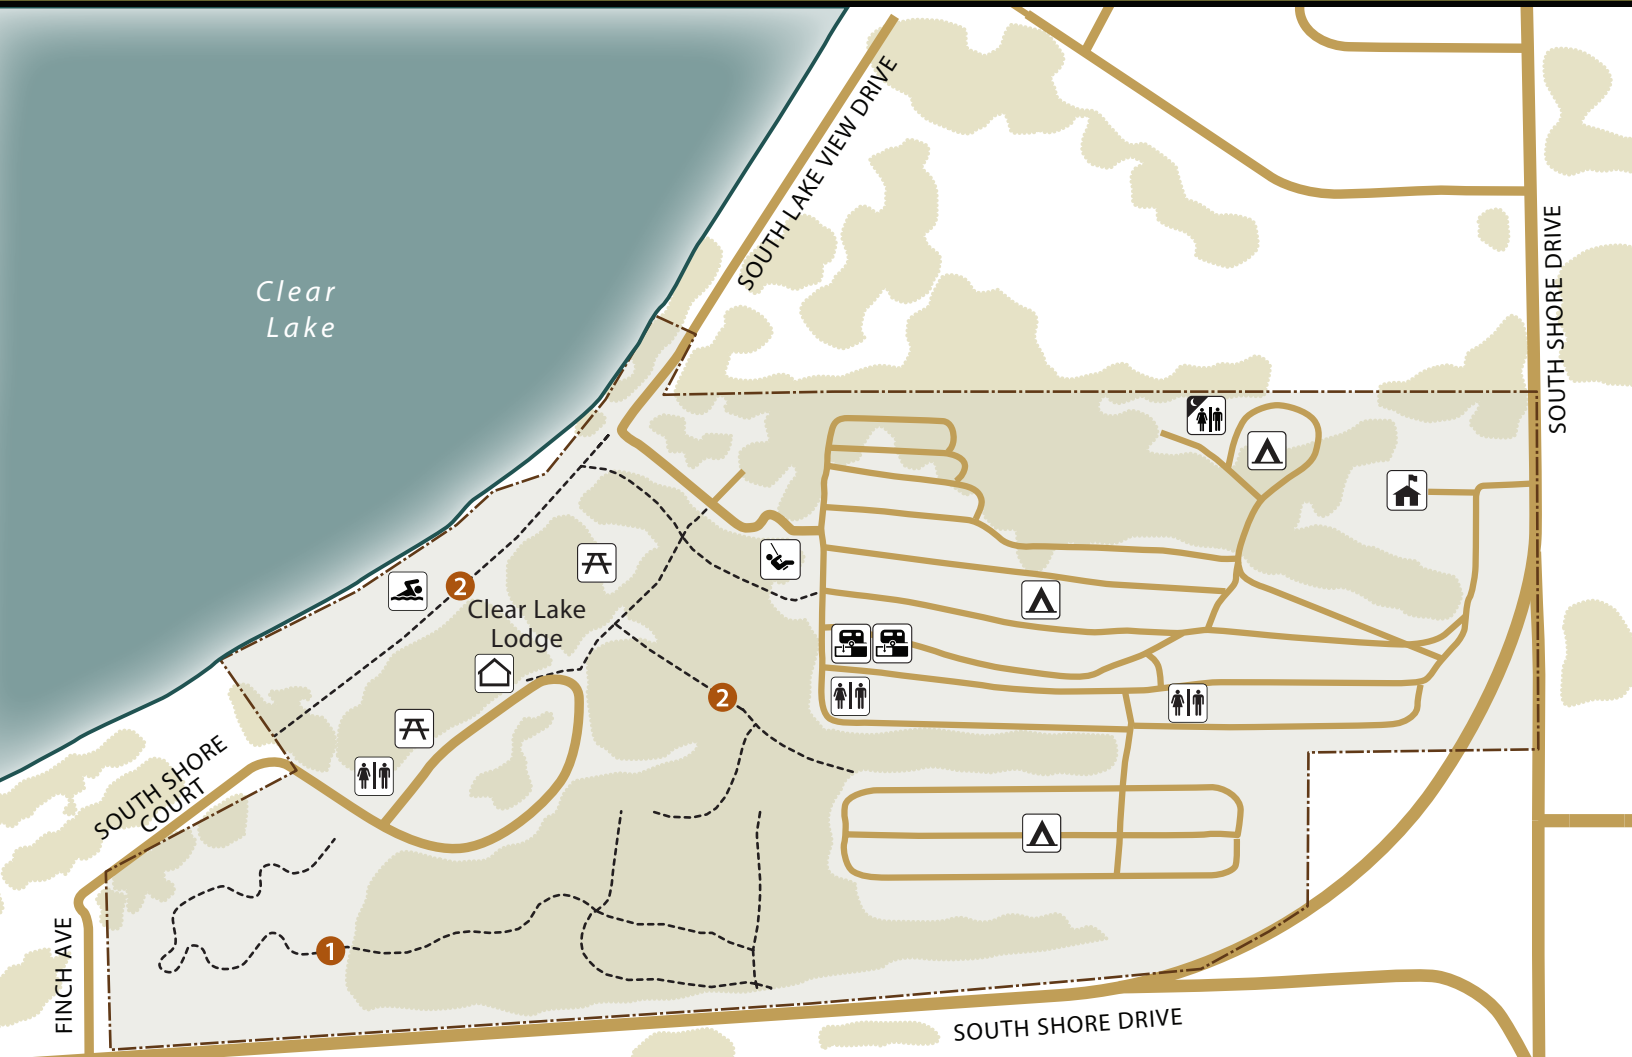 SOUTH LAKE VIEW DRIVE
SOUTH SHORE DRIVE
Clear
Lake
2
Clear Lake
Lodge
2
SOUTH SHORE
COURT
1
FINCH AVE
SOUTH SHORE DRIVE